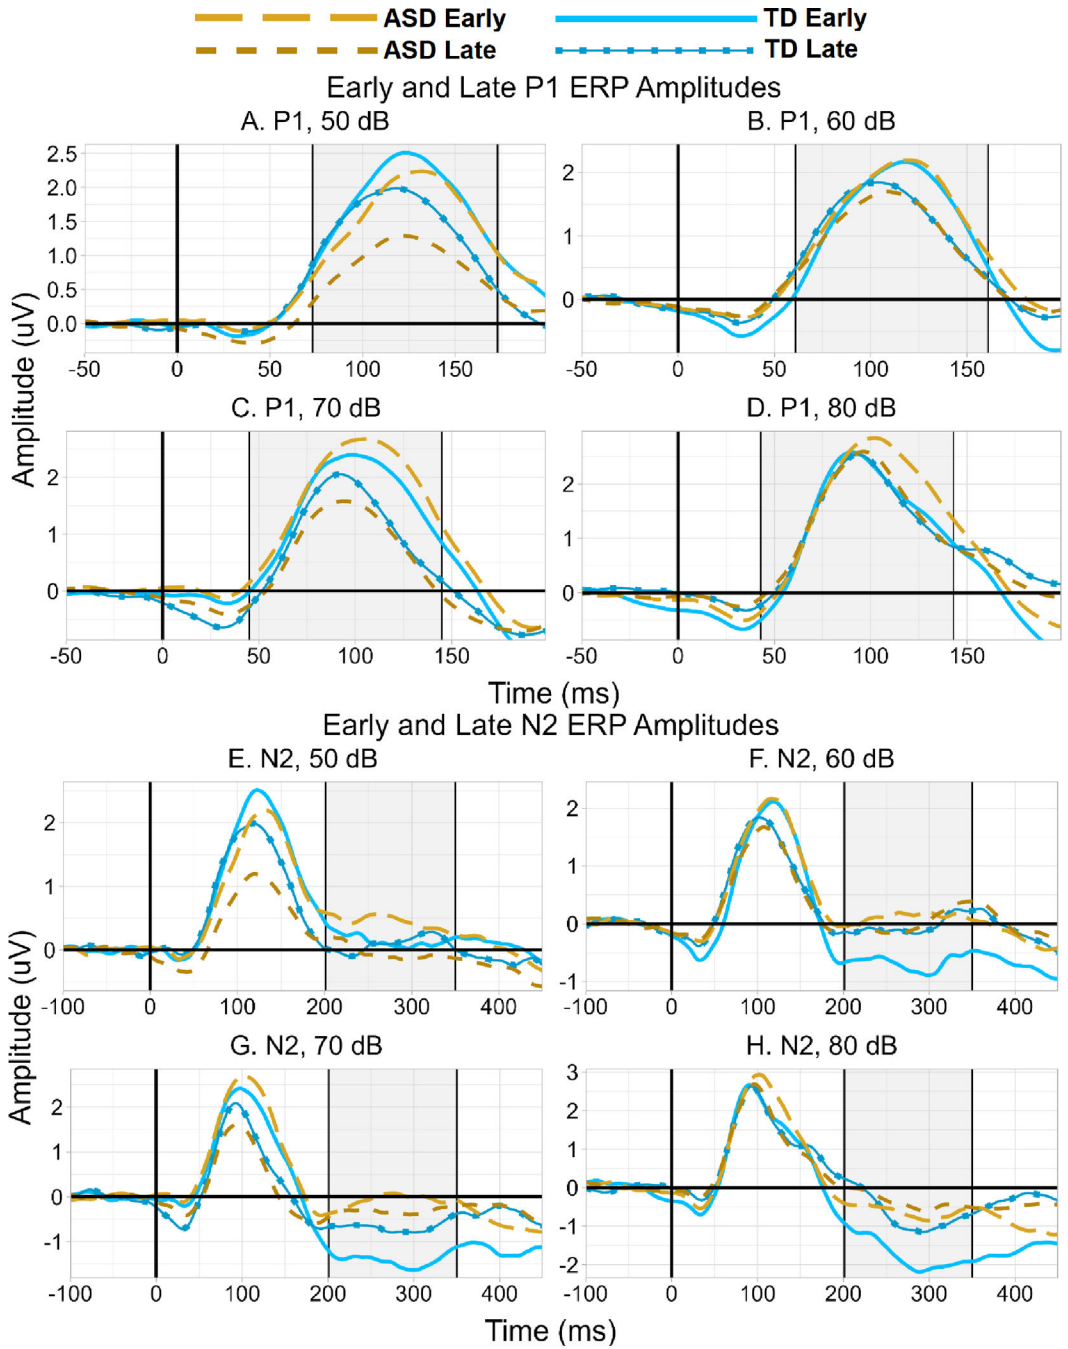 ASD Early TD Early
ASD Late TD Late
Early and Late P1 ERP Amplitudes
A. P1, 50 dB B. P1, 60 dB
2.5
2.0
1.5
1.0
0.5
0.0
-50 0 50 100 150
2
1
0
-50 0 50 100 150
Amplitude (uV)
C. P1, 70 dB D. P1, 80 dB
2
1
0
-50 0 50 100 150
2
1
0
-50 0 50 100 150
Time (ms)
Early and Late N2 ERP Amplitudes
E. N2, 50 dB F. N2, 60 dB
2
1
0
-100 0 100 200 300 400
2
1
0
-1
-100 0 100 200 300 400
Amplitude (uV)
G. N2, 70 dB H. N2, 80 dB
2
1
0
-1
-100 0 100 200 300 400
3
2
1
0
-1
-2
-100 0 100 200 300 400
Time (ms)